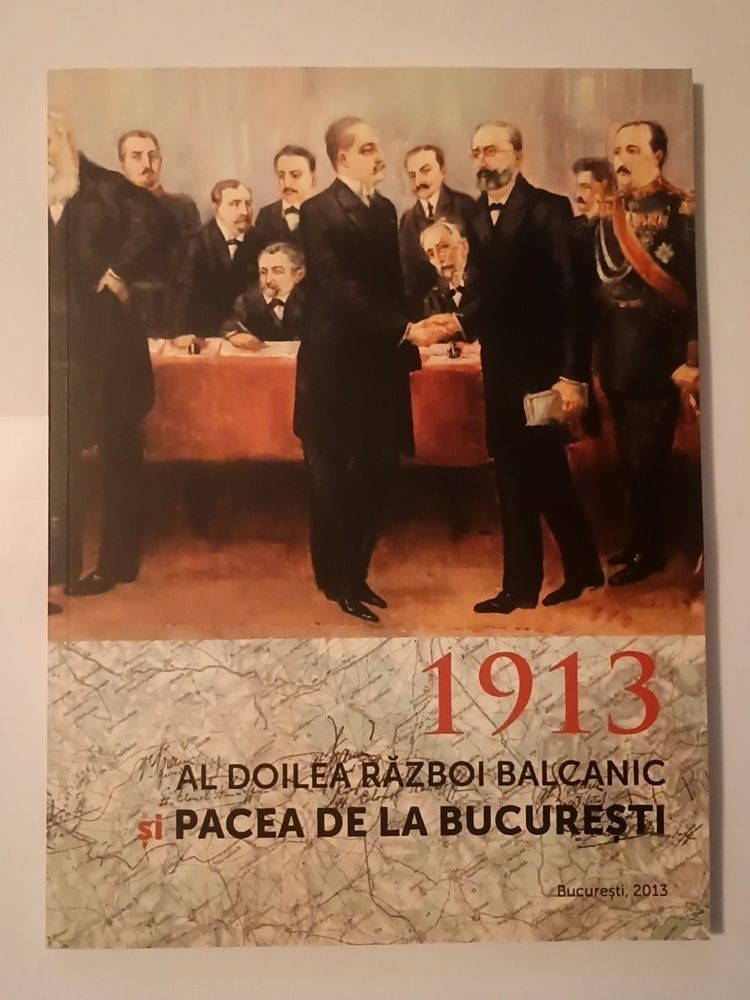 1913
AL DOILEA RĂZBOI BALCANIC
și PACEA DE LA BUCUREȘTI
București, 2013